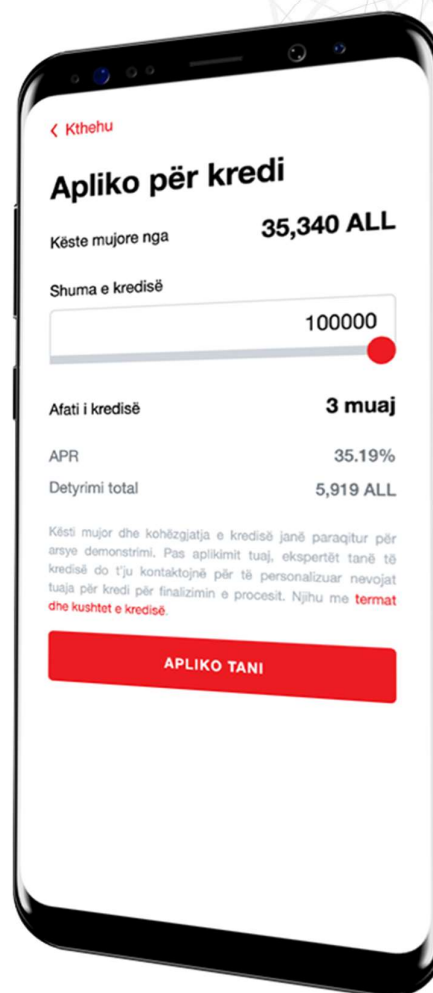 < Kthehu
Apliko për kredi
Këste mujore nga 35,340 ALL
Shuma e kredisë
100000
Afati i kredisë 3 muaj
APR 35.19%
Detyrimi total 5,919 ALL
Kësti mujor dhe kohëzgjatja e kredisë janë paraqitur për
arsye demonstrimi. Pas aplikimit tuaj, ekspertët tanë të
kredisë do t'ju kontaktojnë për të personalizuar nevojat
tuaja për kredi për finalizimin e procesit. Njihu me termat
dhe kushtet e kredisë.
APLIKO TANI